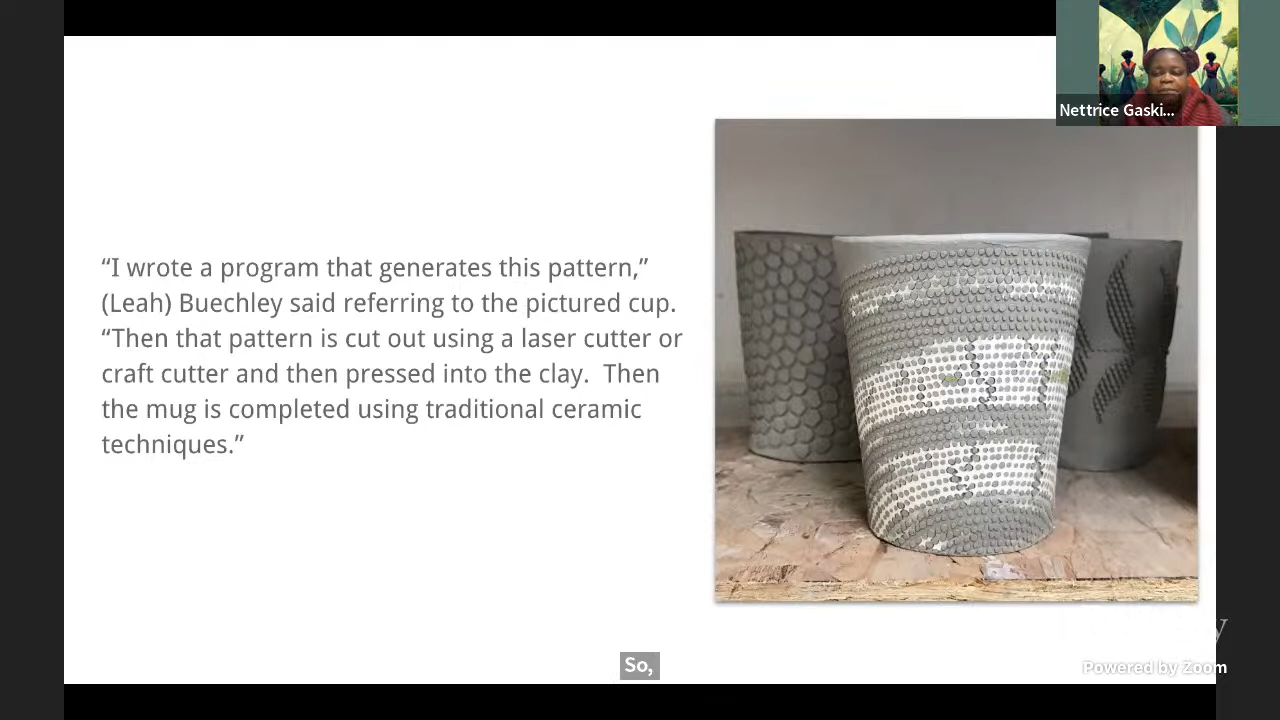 Nettrice Gaski...
“I wrote a program that generates this pattern,”
(Leah) Buechley said referring to the pictured cup.
“Then that pattern is cut out using a laser cutter or
craft cutter and then pressed into the clay.  Then
the mug is completed using traditional ceramic
techniques.”
So,
Powered by Zoom